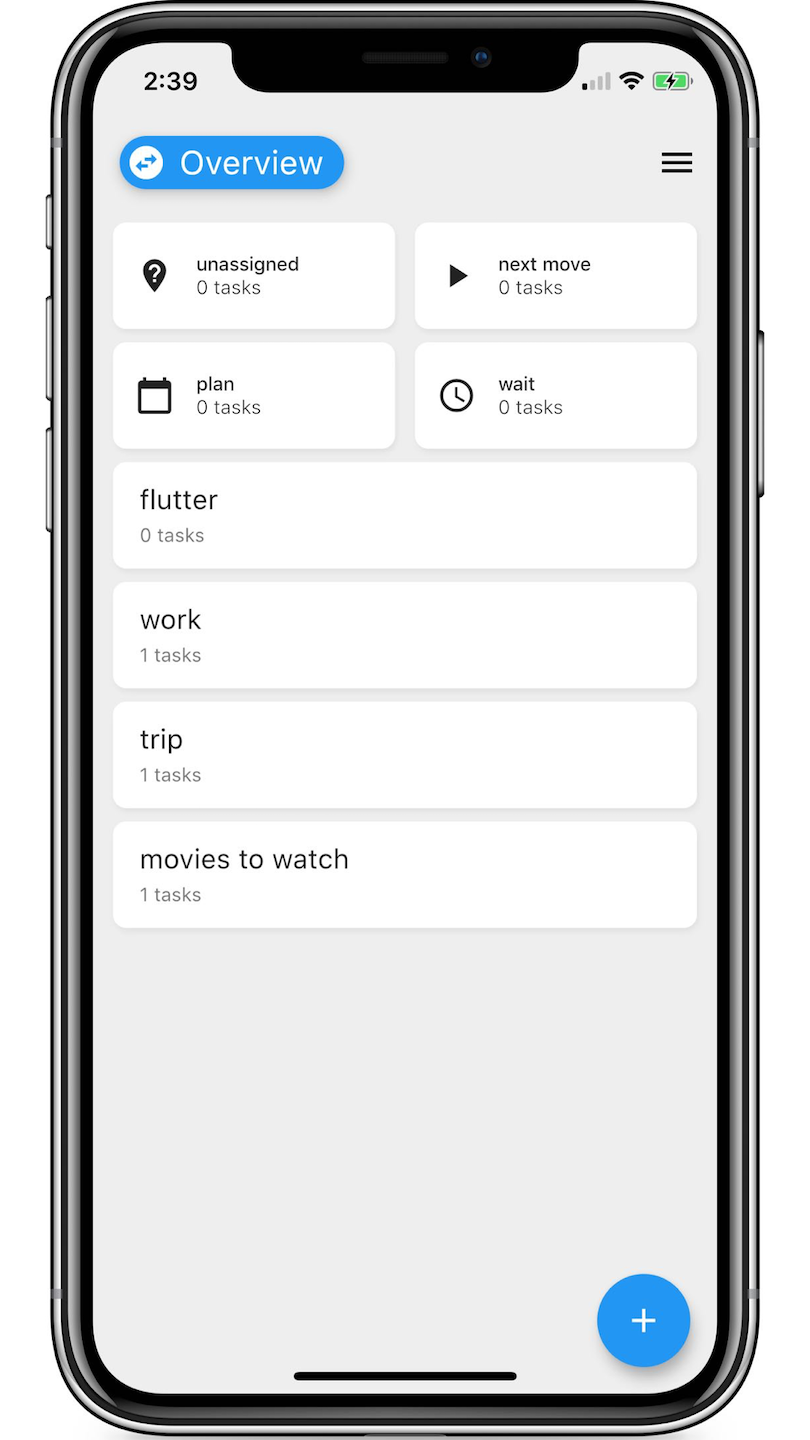 2:39
Overview
unassigned
0 tasks
next move
0 tasks
plan
0 tasks
wait
0 tasks
flutter
0 tasks
work
1 tasks
trip
1 tasks
movies to watch
1 tasks